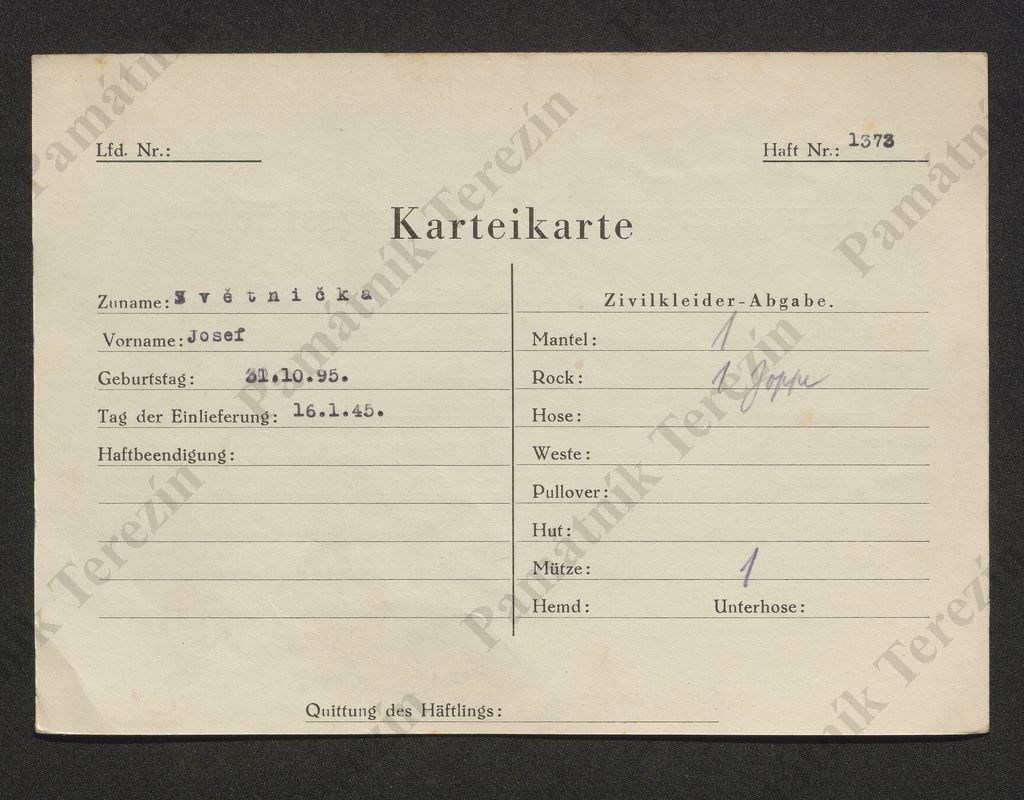 Lfd. Nr.:
Haft Nr.: 1373
Karteikarte
Zuname: Světnička
Vorname: Josef
Geburtstag: 31.10.95.
Tag der Einlieferung: 16.1.45.
Haftbeendigung:
Zivilkleider-Abgabe.
Mantel: 1
Rock: 1 Joppe
Hose:
Weste:
Pullover:
Hut:
Mütze: 1
Hemd: Unterhose:
Quittung des Häftlings:
Památník Terezín